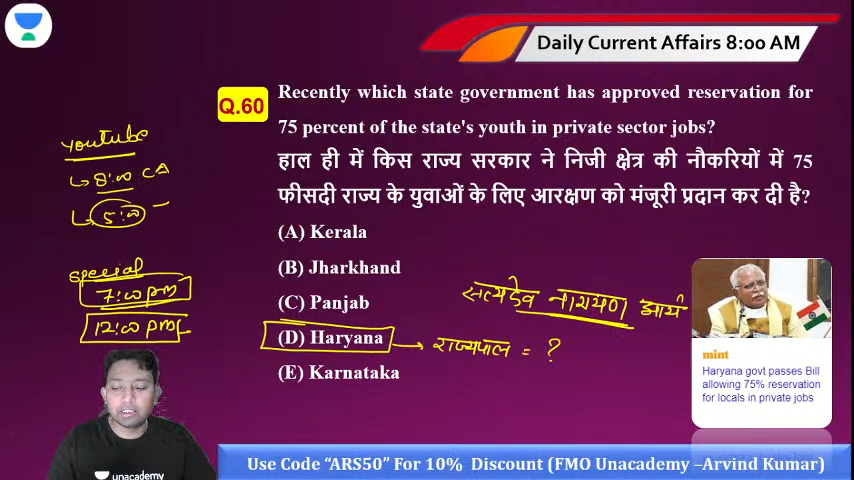 Daily Current Affairs 8:00 AM
Q.60
Recently which state government has approved reservation for
75 percent of the state's youth in private sector jobs?
हाल ही में किस राज्य सरकार ने निजी क्षेत्र की नौकरियों में 75
फीसदी राज्य के युवाओं के लिए आरक्षण को मंजूरी प्रदान कर दी है?
(A) Kerala
(B) Jharkhand
(C) Panjab
(D) Haryana
(E) Karnataka
youtube
8:00 CA
5:00
special
7:00 pm
12:00 pm
सत्यदेव नारायण आर्य
राज्यपाल = ?
mint
Haryana govt passes Bill
allowing 75% reservation
for locals in private jobs
unacademy
Use Code “ARS50” For 10% Discount (FMO Unacademy –Arvind Kumar)